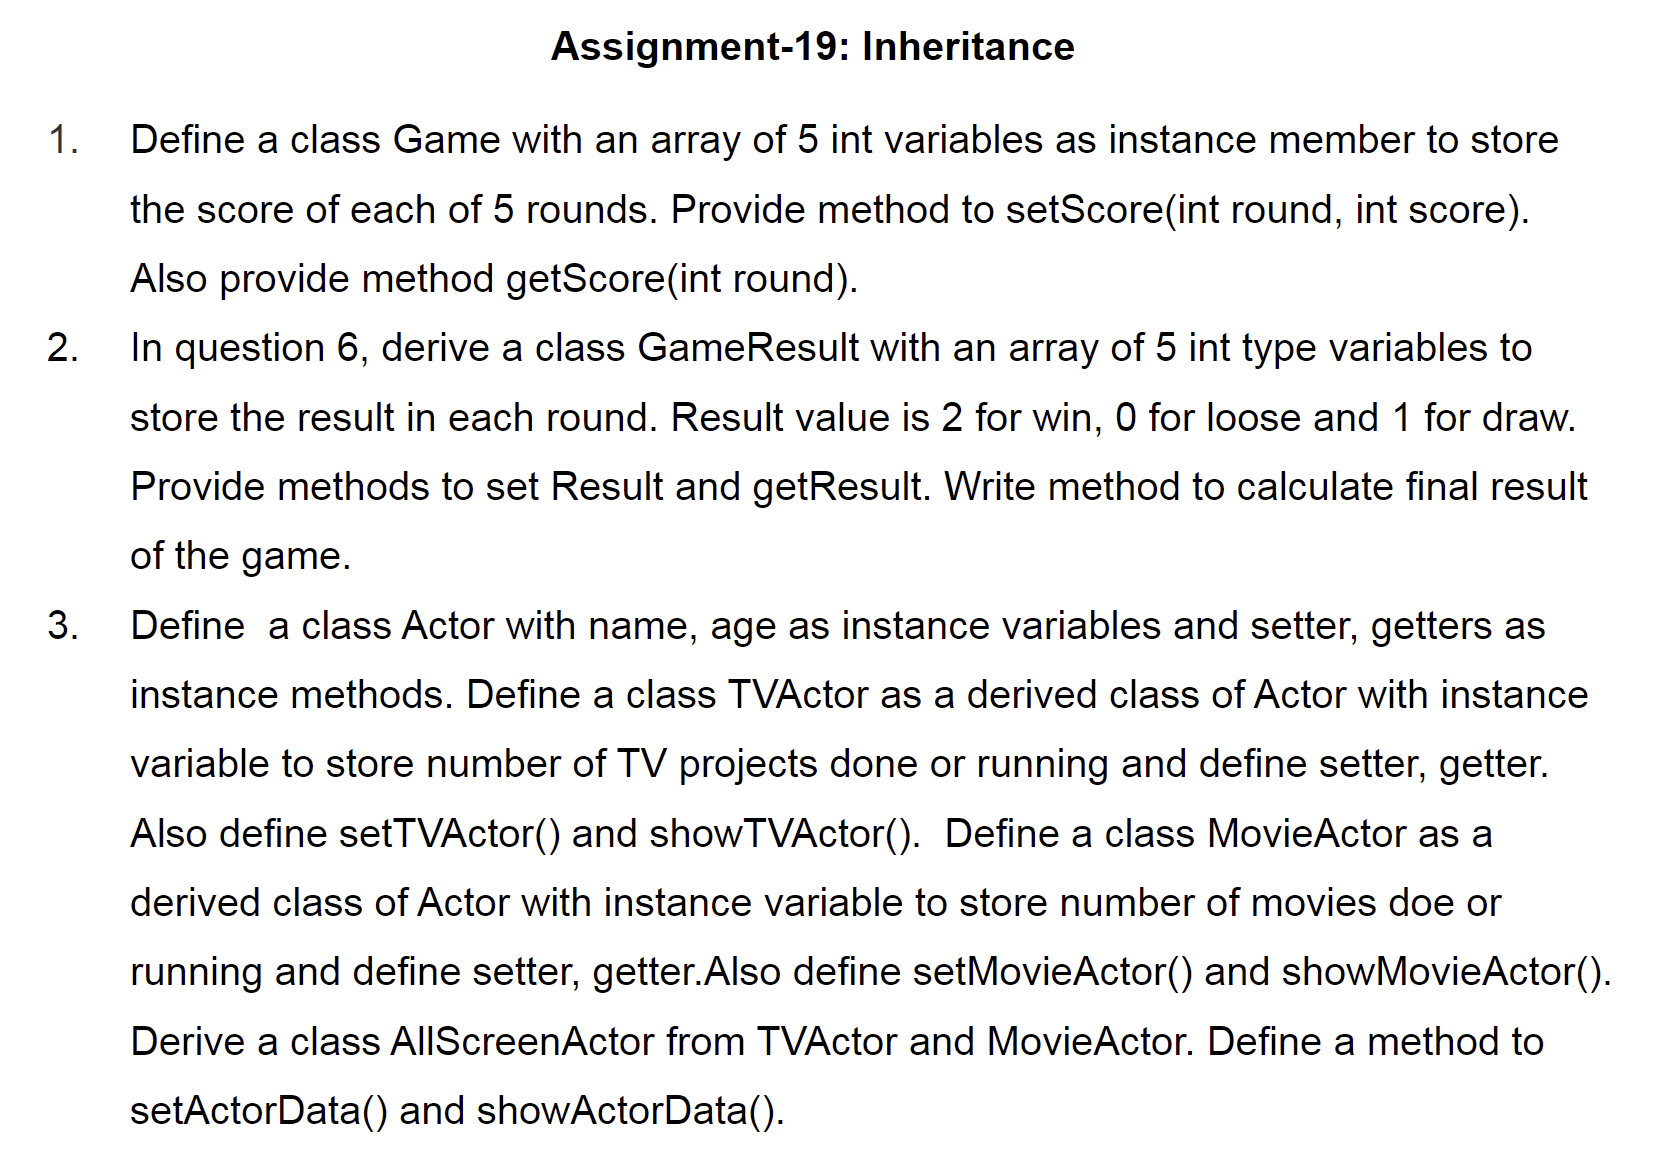 Assignment-19: Inheritance
1. Define a class Game with an array of 5 int variables as instance member to store
the score of each of 5 rounds. Provide method to setScore(int round, int score).
Also provide method getScore(int round).
2. In question 6, derive a class GameResult with an array of 5 int type variables to
store the result in each round. Result value is 2 for win, 0 for loose and 1 for draw.
Provide methods to set Result and getResult. Write method to calculate final result
of the game.
3. Define  a class Actor with name, age as instance variables and setter, getters as
instance methods. Define a class TVActor as a derived class of Actor with instance
variable to store number of TV projects done or running and define setter, getter.
Also define setTVActor() and showTVActor().  Define a class MovieActor as a
derived class of Actor with instance variable to store number of movies doe or
running and define setter, getter.Also define setMovieActor() and showMovieActor().
Derive a class AllScreenActor from TVActor and MovieActor. Define a method to
setActorData() and showActorData().